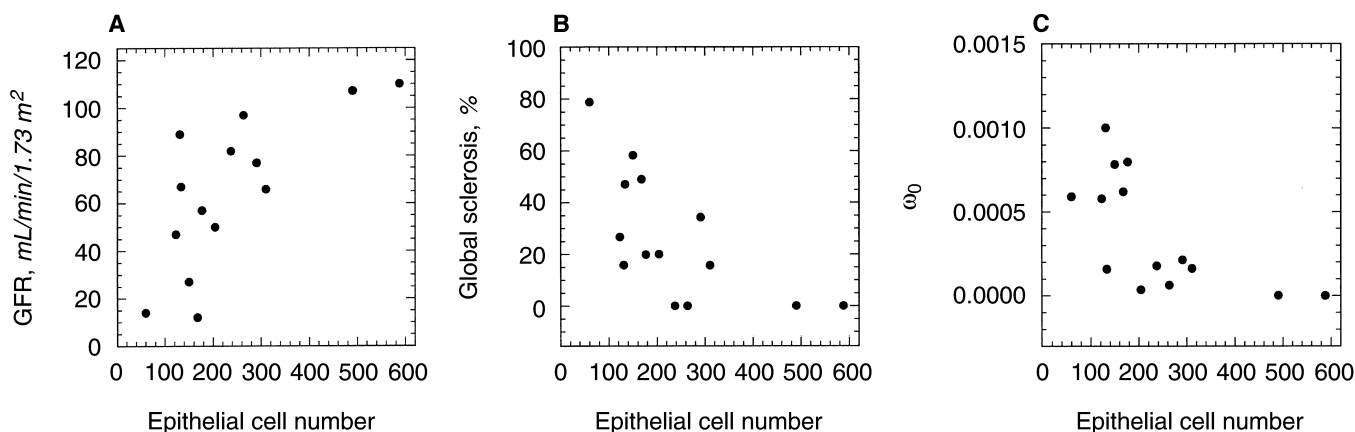 A
GFR, mL/min/1.73 m²
120
100
80
60
40
20
0
0 100 200 300 400 500 600
Epithelial cell number
B
Global sclerosis, %
100
80
60
40
20
0
0 100 200 300 400 500 600
Epithelial cell number
C
ω₀
0.0015
0.0010
0.0005
0.0000
0 100 200 300 400 500 600
Epithelial cell number